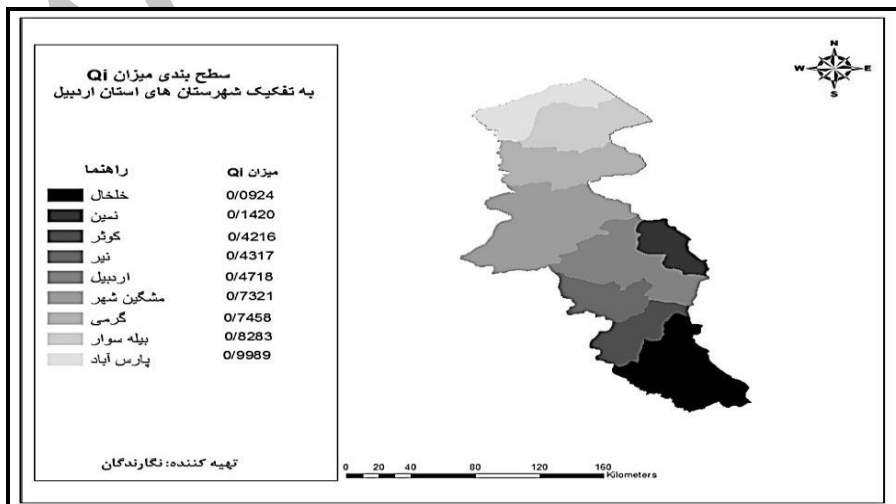 سطح بندی میزان Qi
به تفکیک شهرستان های استان اردبیل
راهنما میزان Qi
خلخال 0/0924
نمین 0/1420
کوثر 0/4216
نیر 0/4317
اردبیل 0/4718
مشگین شهر 0/7321
گرمی 0/7458
بیله سوار 0/8283
پارس آباد 0/9989
تهیه کننده: نگارندگان
N
W E
S
0 20 40 80 120 160
Kilometers